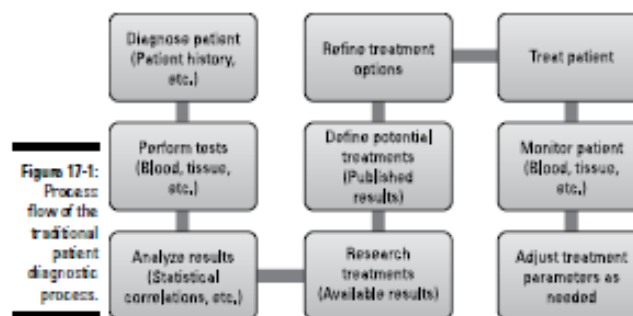 Diagnose patient
(Patient history,
etc.)
Perform tests
(Blood, tissue,
etc.)
Analyze results
(Statistical
correlations, etc.)
Research
treatments
(Available results)
Define potential
treatments
(Published
results)
Refine treatment
options
Treat patient
Monitor patient
(Blood, tissue,
etc.)
Adjust treatment
parameters as
needed
Figure 17-1:
Process
flow of the
traditional
patient
diagnostic
process.